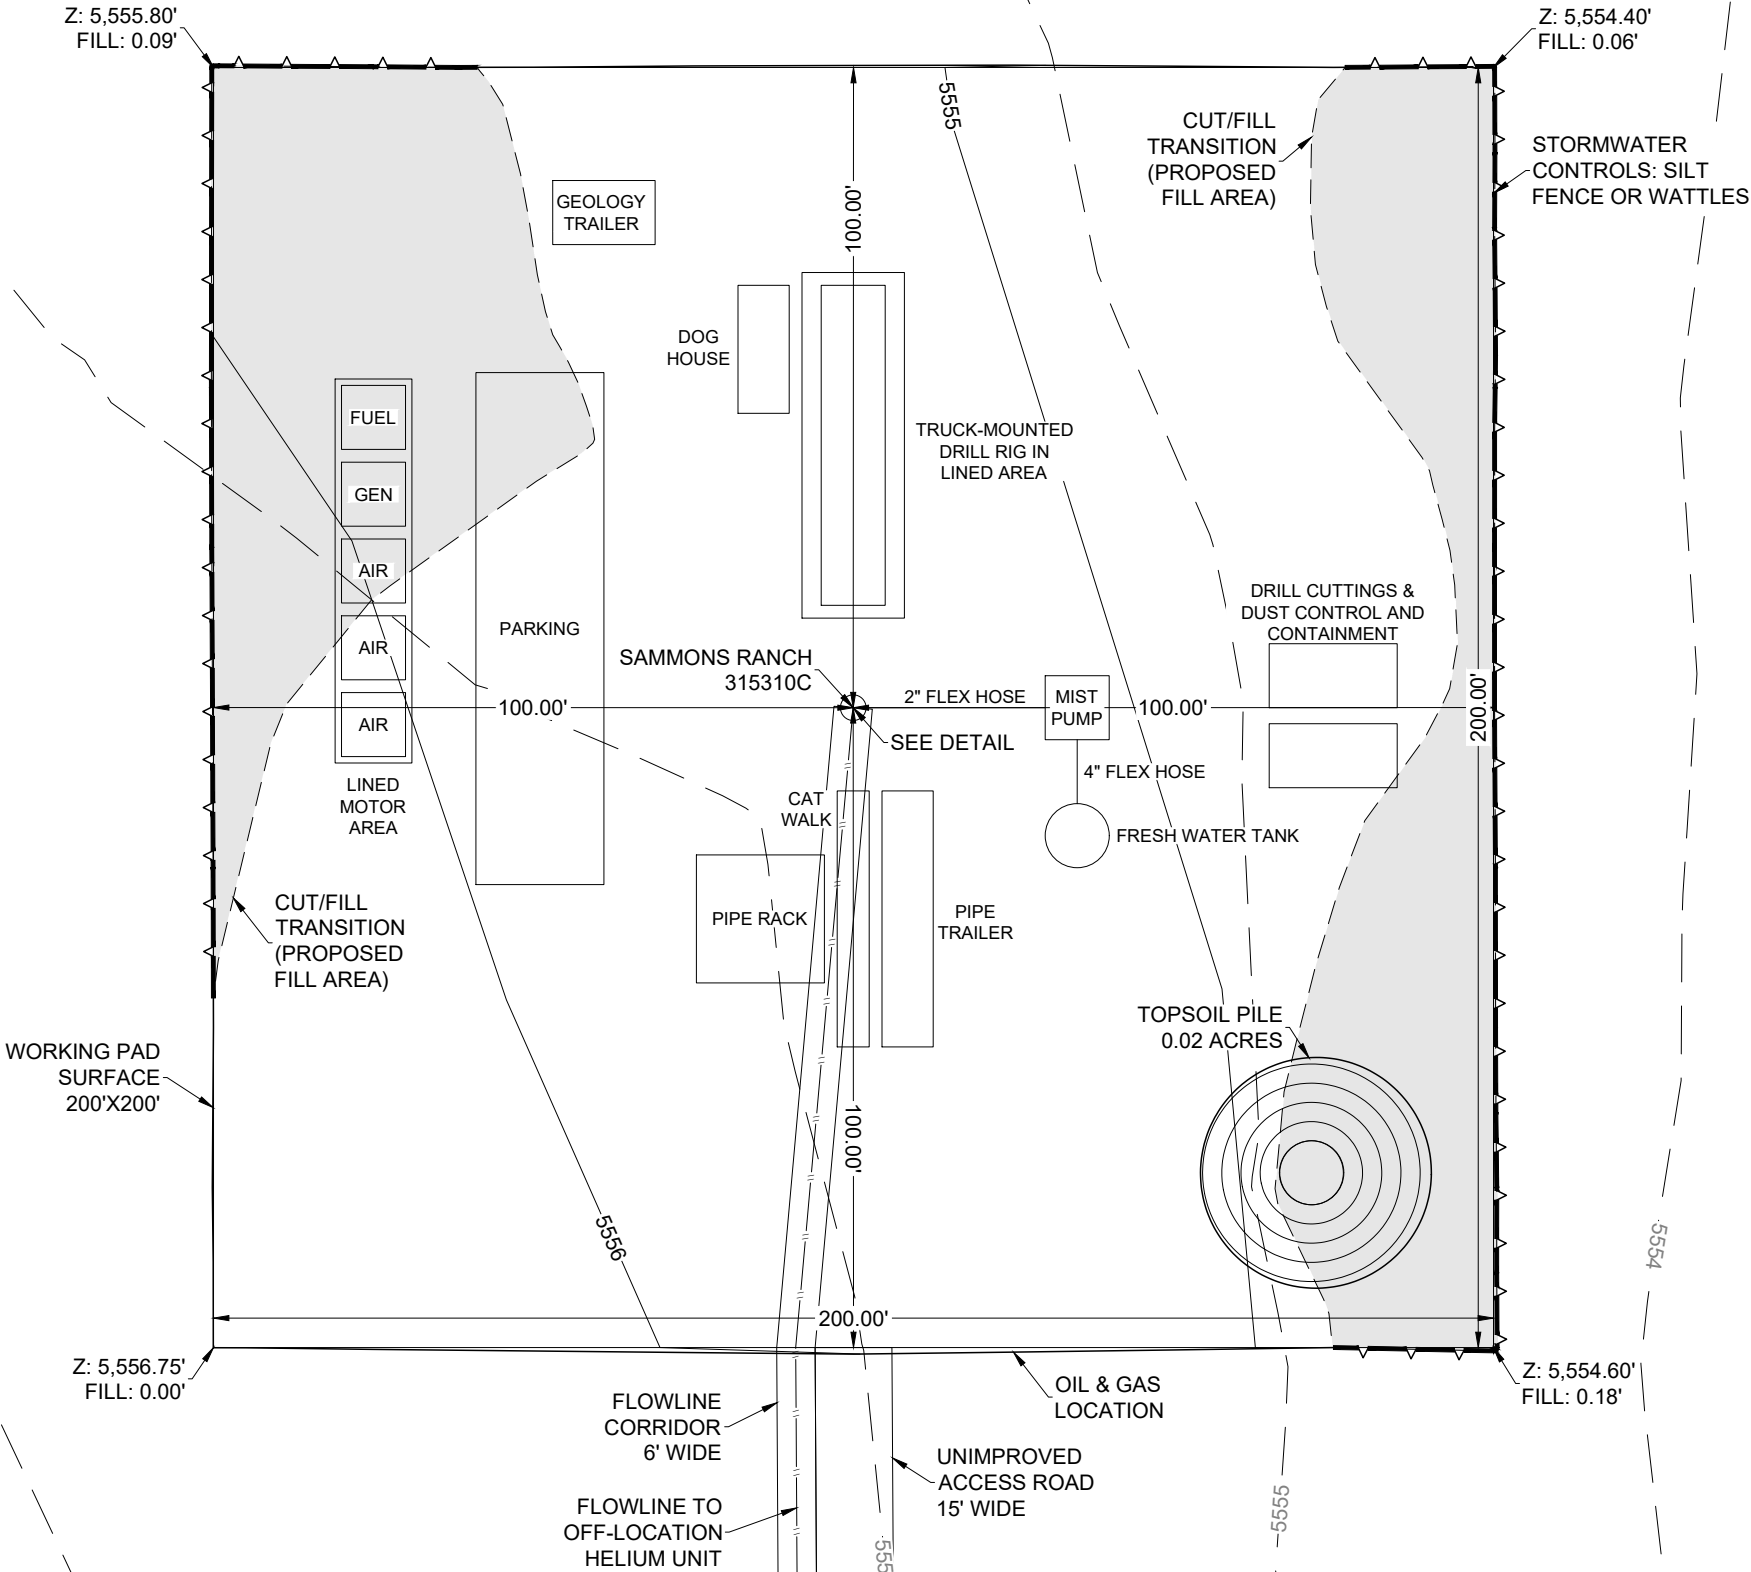 Z: 5,555.80'
FILL: 0.09'
Z: 5,554.40'
FILL: 0.06'
5555
CUT/FILL
TRANSITION
(PROPOSED
FILL AREA)
STORMWATER
CONTROLS: SILT
FENCE OR WATTLES
GEOLOGY
TRAILER
100.00'
DOG
HOUSE
FUEL
TRUCK-MOUNTED
DRILL RIG IN
LINED AREA
GEN
AIR
DRILL CUTTINGS &
DUST CONTROL AND
CONTAINMENT
PARKING
AIR
SAMMONS RANCH
315310C
2" FLEX HOSE
MIST
PUMP
100.00'
100.00'
200.00'
AIR
SEE DETAIL
4" FLEX HOSE
LINED
MOTOR
AREA
CAT
WALK
FRESH WATER TANK
CUT/FILL
TRANSITION
(PROPOSED
FILL AREA)
PIPE RACK
PIPE
TRAILER
TOPSOIL PILE
0.02 ACRES
WORKING PAD
SURFACE
200'X200'
100.00'
5556
5554
200.00'
Z: 5,556.75'
FILL: 0.00'
Z: 5,554.60'
FILL: 0.18'
OIL & GAS
LOCATION
FLOWLINE
CORRIDOR
6' WIDE
UNIMPROVED
ACCESS ROAD
15' WIDE
5555
FLOWLINE TO
OFF-LOCATION
HELIUM UNIT